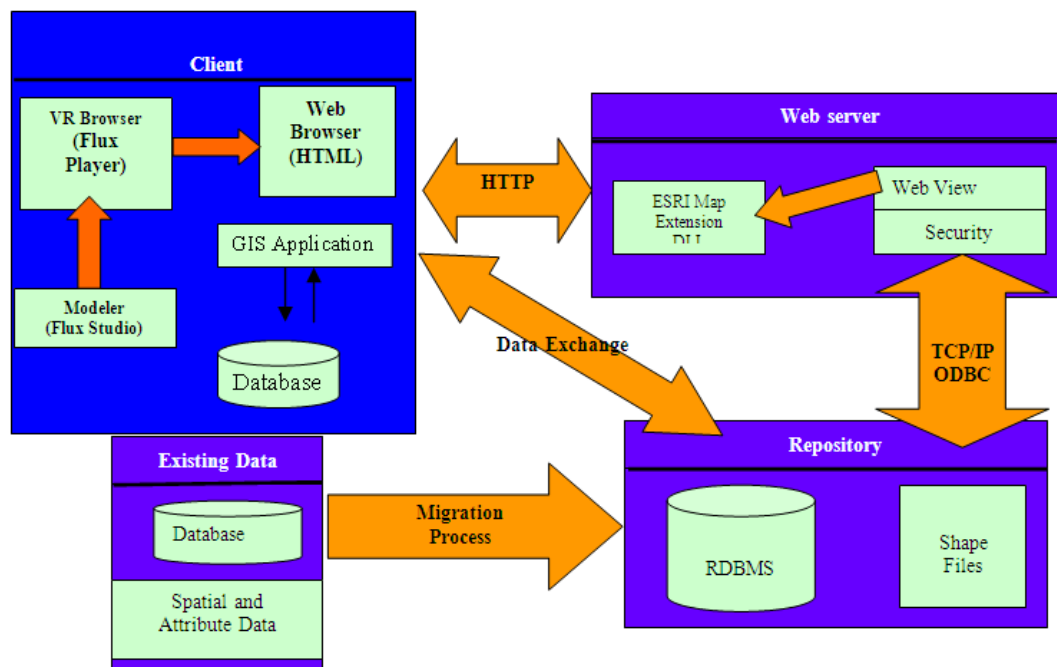 Client
VR Browser
(Flux
Player)
Web
Browser
(HTML)
GIS Application
Modeler
(Flux Studio)
Database
HTTP
Web server
ESRI Map
Extension
DLL
Web View
Security
Data Exchange
TCP/IP
ODBC
Existing Data
Database
Spatial and
Attribute Data
Migration
Process
Repository
RDBMS
Shape
Files